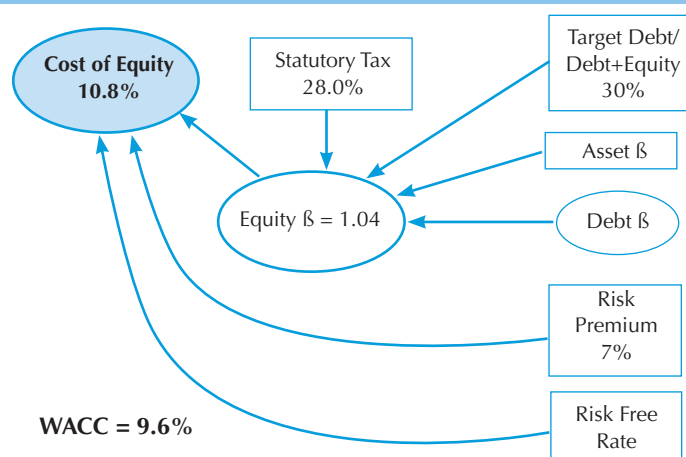 Cost of Equity
10.8%
Statutory Tax
28.0%
Target Debt/
Debt+Equity
30%
Asset ß
Equity ß = 1.04
Debt ß
Risk
Premium
7%
WACC = 9.6%
Risk Free
Rate